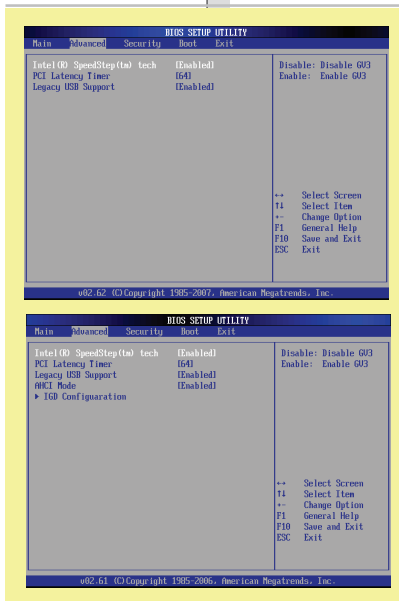 BIOS SETUP UTILITY
Main Advanced Security Boot Exit
Intel(R) SpeedStep(tm) tech [Enabled]
PCI Latency Timer [64]
Legacy USB Support [Enabled]
Disable: Disable GV3
Enable: Enable GV3
↔ Select Screen
↑↓ Select Item
+- Change Option
F1 General Help
F10 Save and Exit
ESC Exit
v02.62 (C)Copyright 1985-2007, American Megatrends, Inc.
BIOS SETUP UTILITY
Main Advanced Security Boot Exit
Intel(R) SpeedStep(tm) tech [Enabled]
PCI Latency Timer [64]
Legacy USB Support [Enabled]
AHCI Mode [Enabled]
▶ IGD Configuaration
Disable: Disable GV3
Enable: Enable GV3
↔ Select Screen
↑↓ Select Item
+- Change Option
F1 General Help
F10 Save and Exit
ESC Exit
v02.61 (C)Copyright 1985-2006, American Megatrends, Inc.